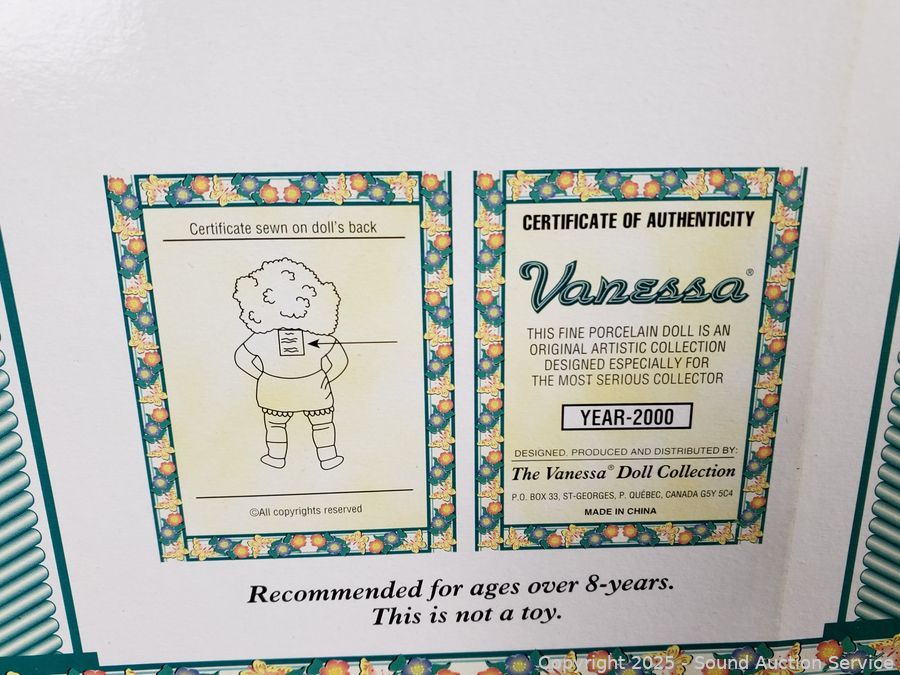 Certificate sewn on doll's back
©All copyrights reserved
CERTIFICATE OF AUTHENTICITY
Vanessa®
THIS FINE PORCELAIN DOLL IS AN
ORIGINAL ARTISTIC COLLECTION
DESIGNED ESPECIALLY FOR
THE MOST SERIOUS COLLECTOR
YEAR-2000
DESIGNED, PRODUCED AND DISTRIBUTED BY:
The Vanessa® Doll Collection
P.O. BOX 33, ST-GEORGES, P. QUÉBEC, CANADA G5Y 5C4
MADE IN CHINA
Recommended for ages over 8-years.
This is not a toy.
Copyright 2025 - Sound Auction Service